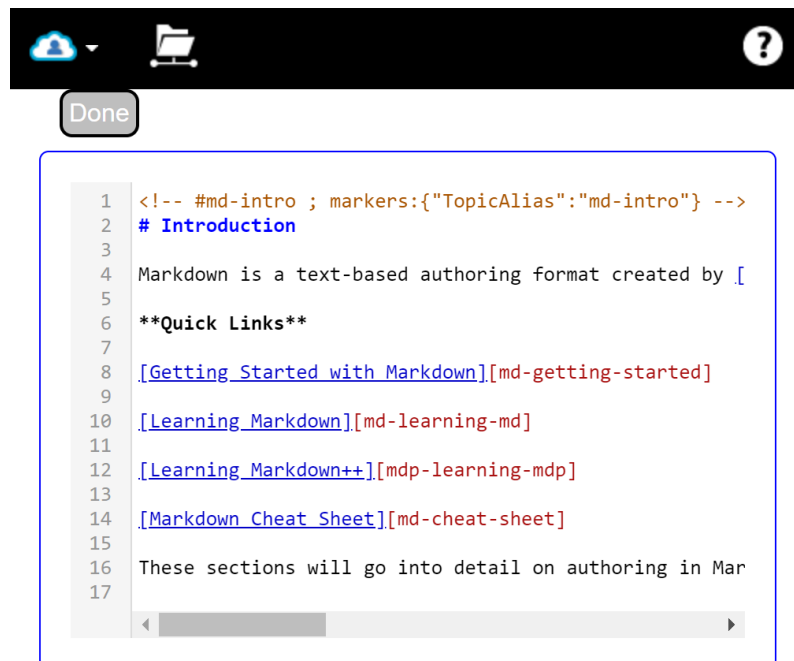 ?
Done
1 <!-- #md-intro ; markers:{"TopicAlias":"md-intro"} -->
2 # Introduction
3
4 Markdown is a text-based authoring format created by [
5
6 **Quick Links**
7
8 [Getting Started with Markdown][md-getting-started]
9
10 [Learning Markdown][md-learning-md]
11
12 [Learning Markdown++][mdp-learning-mdp]
13
14 [Markdown Cheat Sheet][md-cheat-sheet]
15
16 These sections will go into detail on authoring in Mar
17